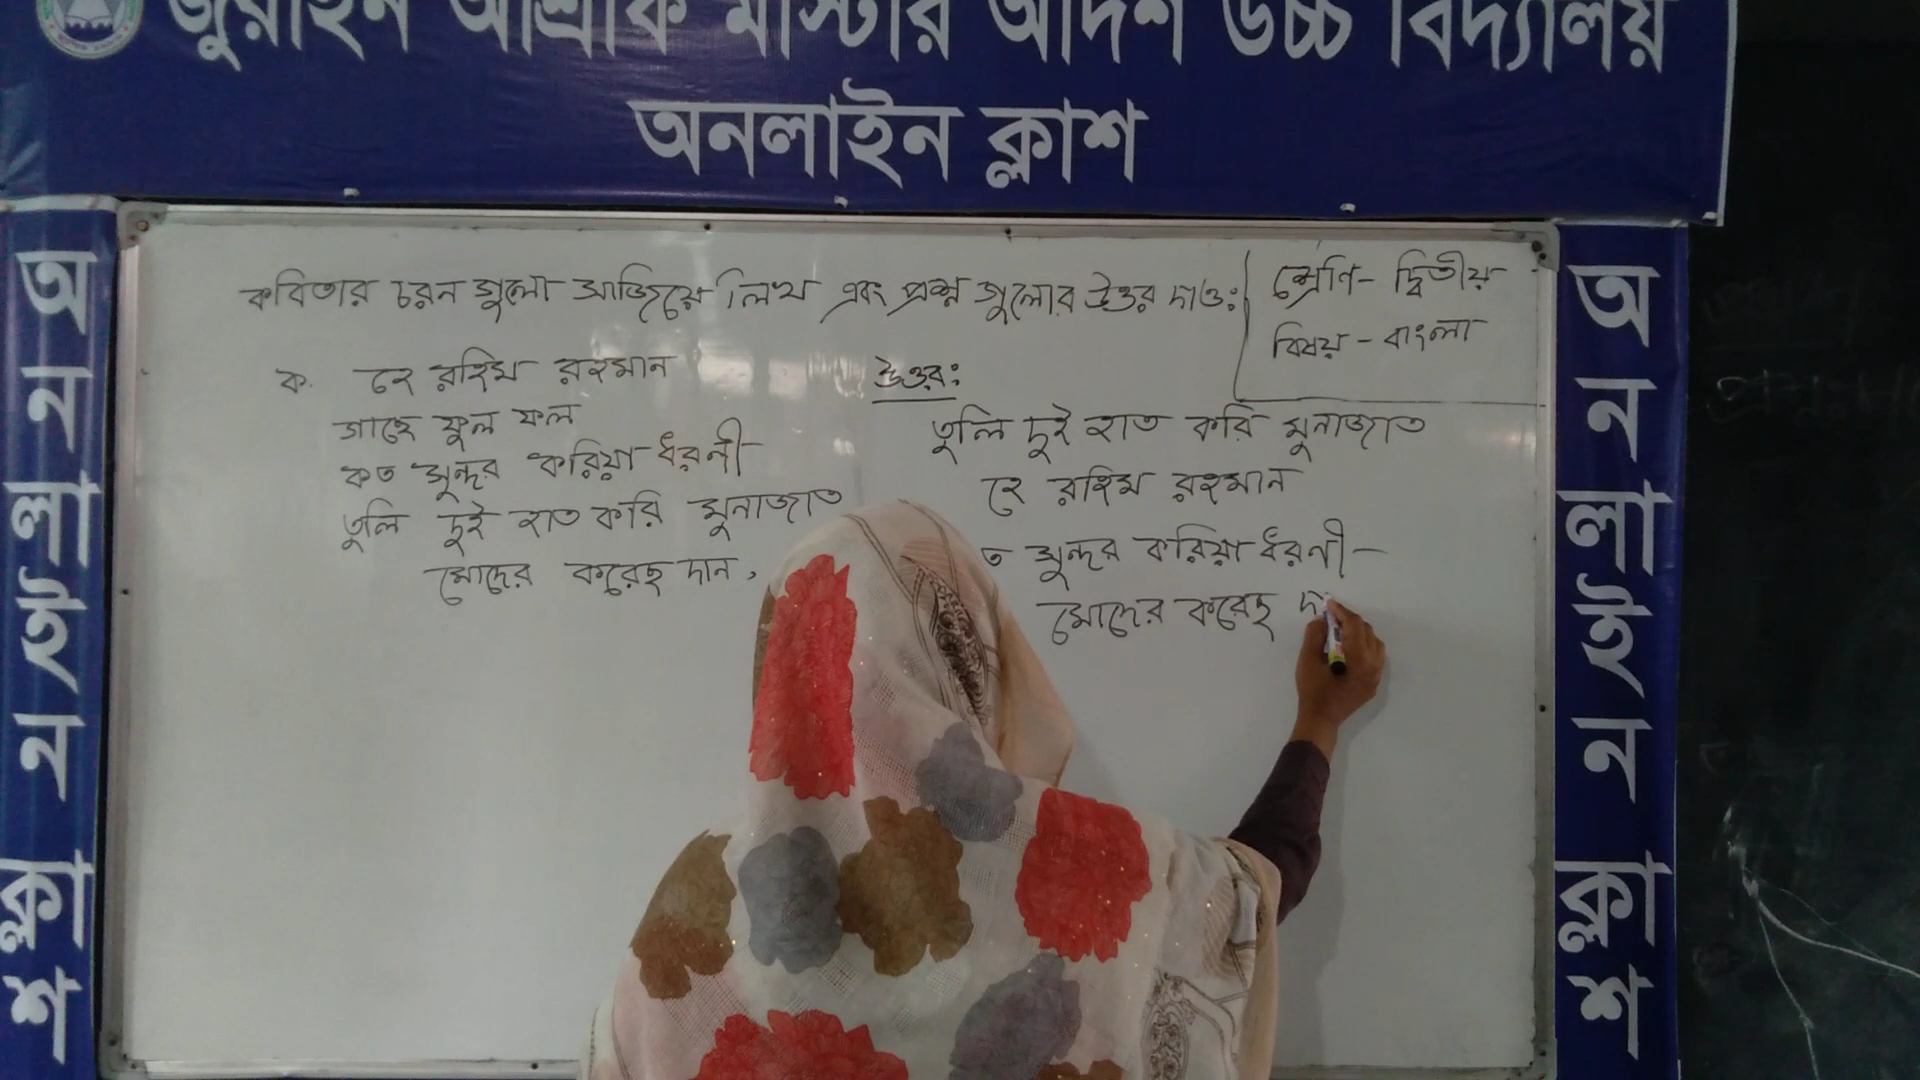 জুরাইন আশ্রাফ মাস্টার আদর্শ উচ্চ বিদ্যালয়
অনলাইন ক্লাশ
অনলাইন ক্লাশ
কবিতার চরন গুলো সাজিয়ে লিখ এবং প্রশ্ন গুলোর উত্তর দাও:
শ্রেণি- দ্বিতীয়
বিষয় - বাংলা
ক. হে রহিম রহমান
গাছে ফুল ফল
কত সুন্দর করিয়া ধরনী-
তুলি দুই হাত করি মুনাজাত
মোদের করেছ দান,
উত্তর:
তুলি দুই হাত করি মুনাজাত
হে রহিম রহমান
ত সুন্দর করিয়া ধরনী-
মোদের করেছ দা
অনলাইন ক্লাশ